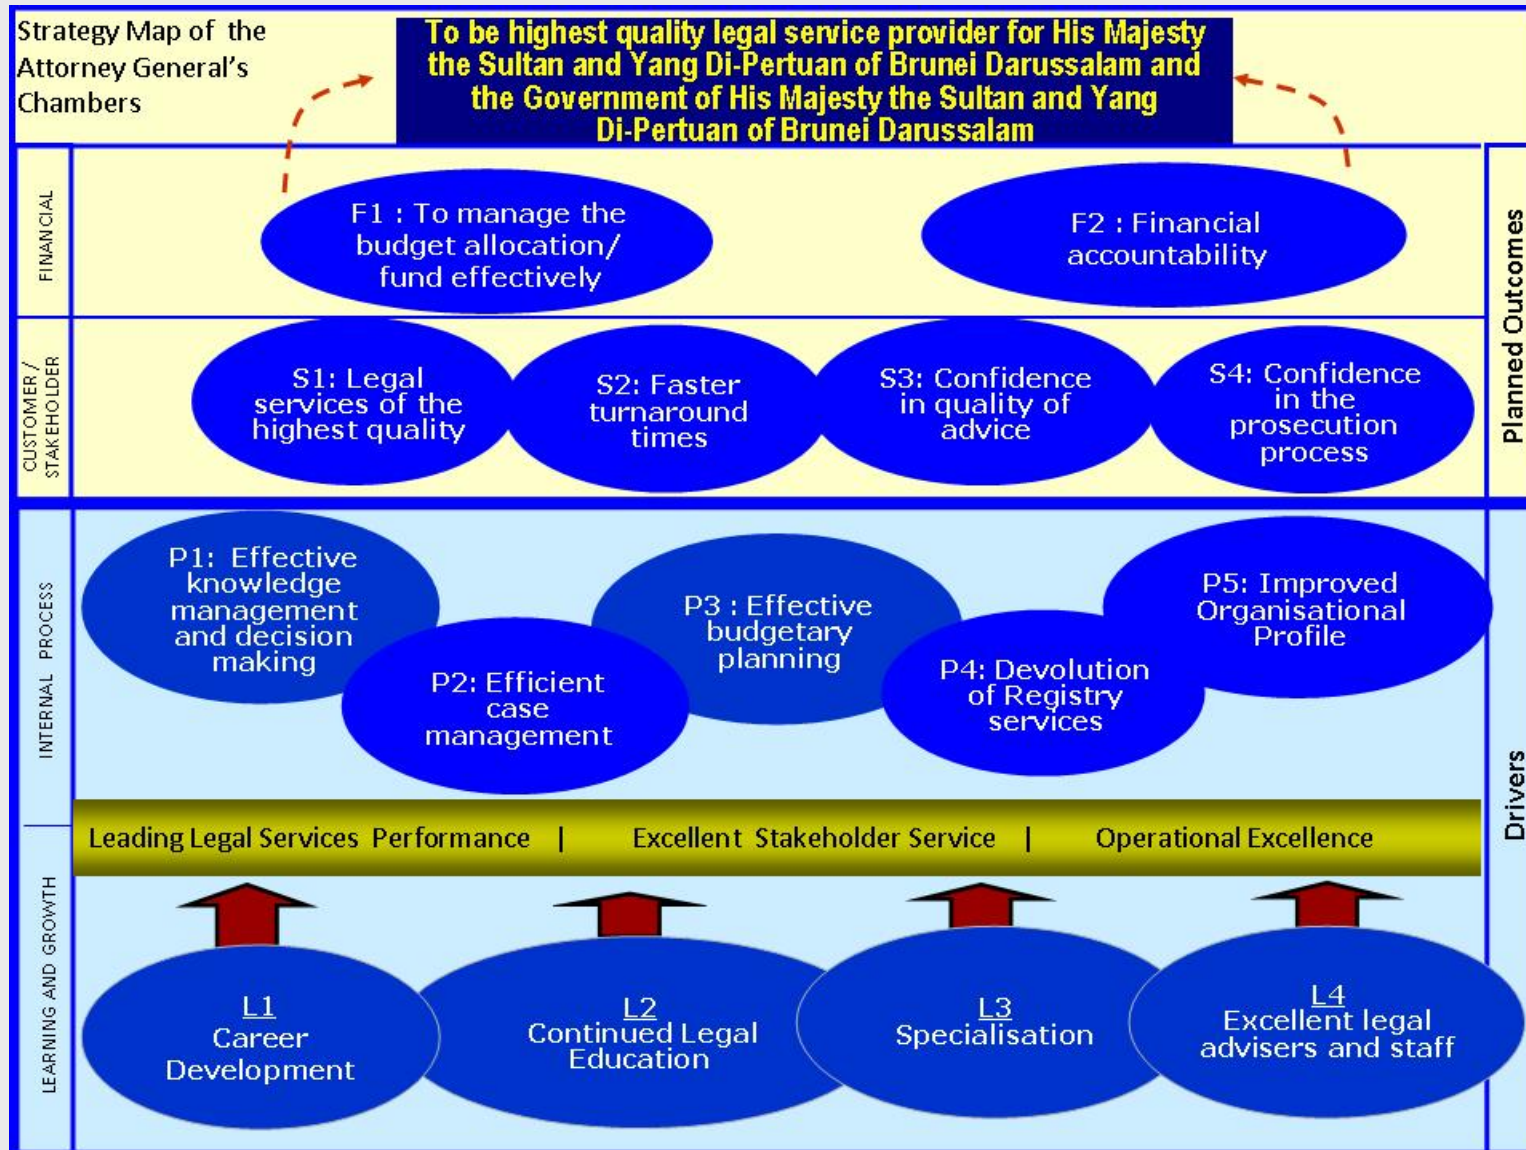 Strategy Map of the
Attorney General's
Chambers
To be highest quality legal service provider for His Majesty
the Sultan and Yang Di-Pertuan of Brunei Darussalam and
the Government of His Majesty the Sultan and Yang
Di-Pertuan of Brunei Darussalam
FINANCIAL
F1 : To manage the
budget allocation/
fund effectively
F2 : Financial
accountability
Planned Outcomes
CUSTOMER /
STAKEHOLDER
S1: Legal
services of the
highest quality
S2: Faster
turnaround
times
S3: Confidence
in quality of
advice
S4: Confidence
in the
prosecution
process
INTERNAL PROCESS
P1: Effective
knowledge
management
and decision
making
P2: Efficient
case
management
P3 : Effective
budgetary
planning
P4: Devolution
of Registry
services
P5: Improved
Organisational
Profile
Drivers
Leading Legal Services Performance | Excellent Stakeholder Service | Operational Excellence
LEARNING AND GROWTH
L1
Career
Development
L2
Continued Legal
Education
L3
Specialisation
L4
Excellent legal
advisers and staff